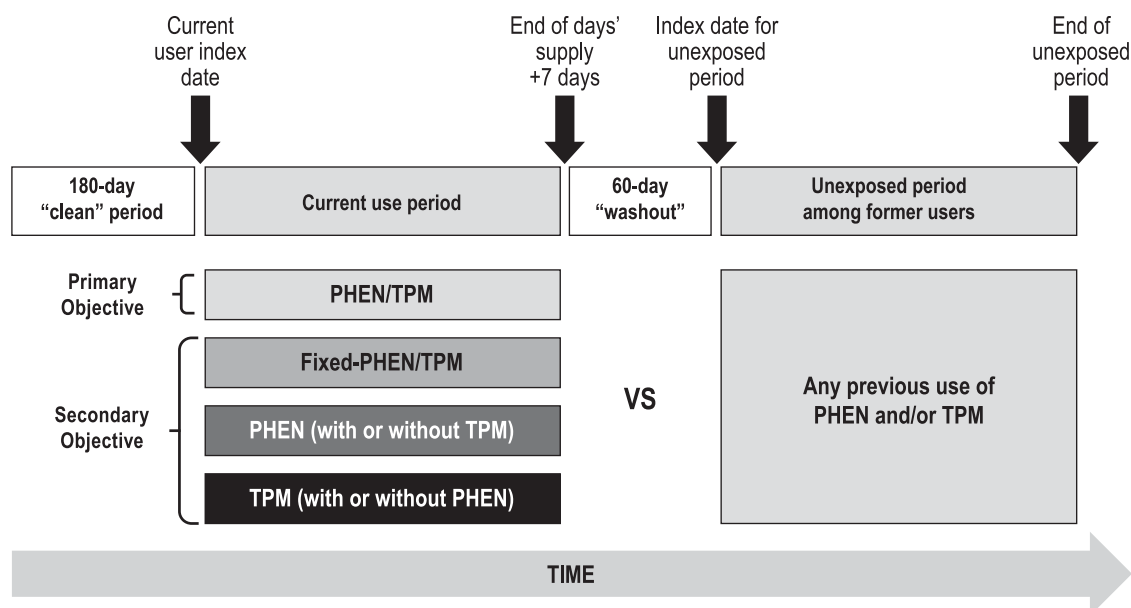 Current
user index
date
End of days’
supply
+7 days
Index date for
unexposed
period
End of
unexposed
period
180-day
“clean” period
Current use period
60-day
“washout”
Unexposed period
among former users
Primary
Objective
PHEN/TPM
Secondary
Objective
Fixed-PHEN/TPM
PHEN (with or without TPM)
TPM (with or without PHEN)
VS
Any previous use of
PHEN and/or TPM
TIME